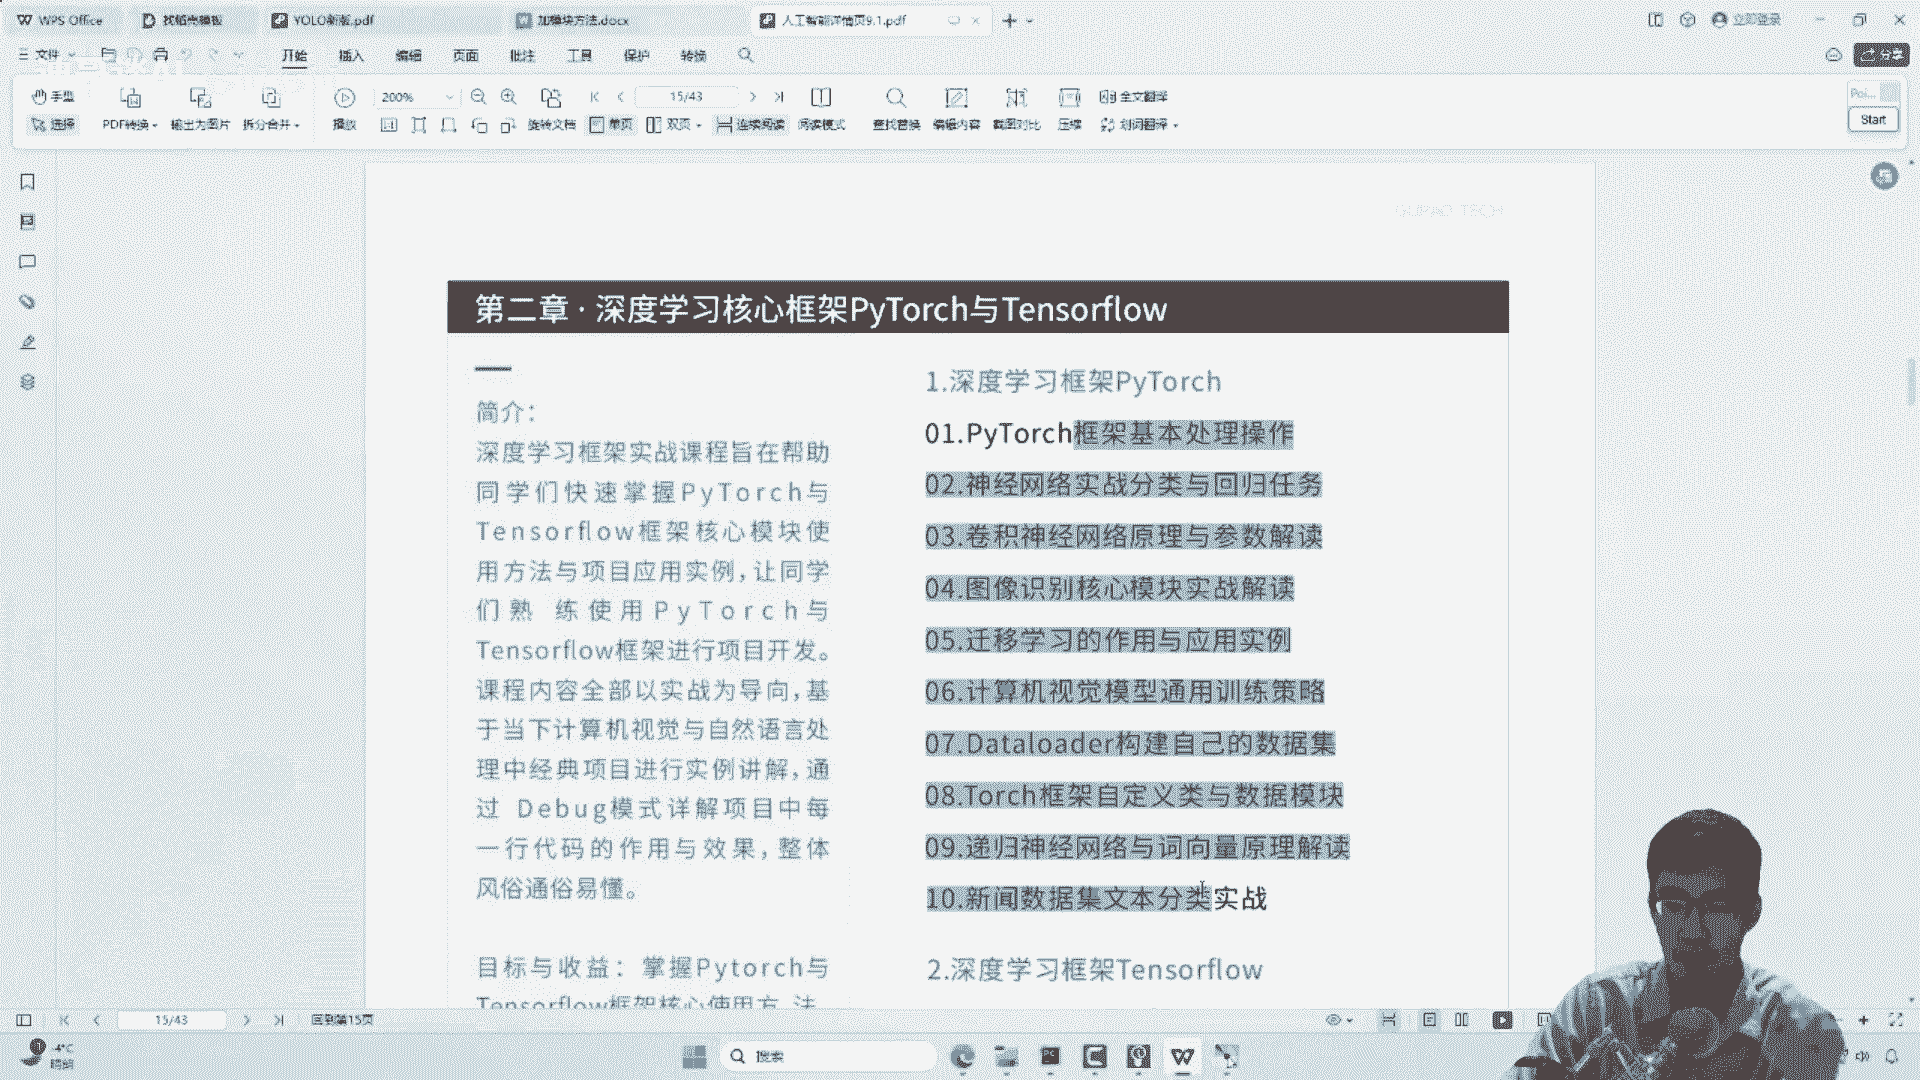 WPS Office
找稻壳模板
YOLO新版.pdf
加模块方法.docx
人工智能详情页9.1.pdf
立即登录
文件
开始
插入
编辑
页面
批注
工具
保护
转换
分享
手型
200%
15/43
全文翻译
选择
PDF转换
输出为图片
拆分合并
播放
旋转文档
单页
双页
连续阅读
阅读模式
查找替换
编辑内容
截图对比
压缩
划词翻译
Poi...
Start
GUPAO TECH
第二章 · 深度学习核心框架PyTorch与Tensorflow
简介：
深度学习框架实战课程旨在帮助
同学们快速掌握PyTorch与
Tensorflow框架核心模块使
用方法与项目应用实例，让同学
们熟 练使用PyTorch与
Tensorflow框架进行项目开发。
课程内容全部以实战为导向，基
于当下计算机视觉与自然语言处
理中经典项目进行实例讲解，通
过 Debug模式详解项目中每
一行代码的作用与效果，整体
风俗通俗易懂。
目标与收益：掌握Pytorch与
Tensorflow框架核心使用方 法，
1.深度学习框架PyTorch
01.PyTorch框架基本处理操作
02.神经网络实战分类与回归任务
03.卷积神经网络原理与参数解读
04.图像识别核心模块实战解读
05.迁移学习的作用与应用实例
06.计算机视觉模型通用训练策略
07.Dataloader构建自己的数据集
08.Torch框架自定义类与数据模块
09.递归神经网络与词向量原理解读
10.新闻数据集文本分类实战
2.深度学习框架Tensorflow
15/43
回到第15页
-4°C
晴朗
搜索